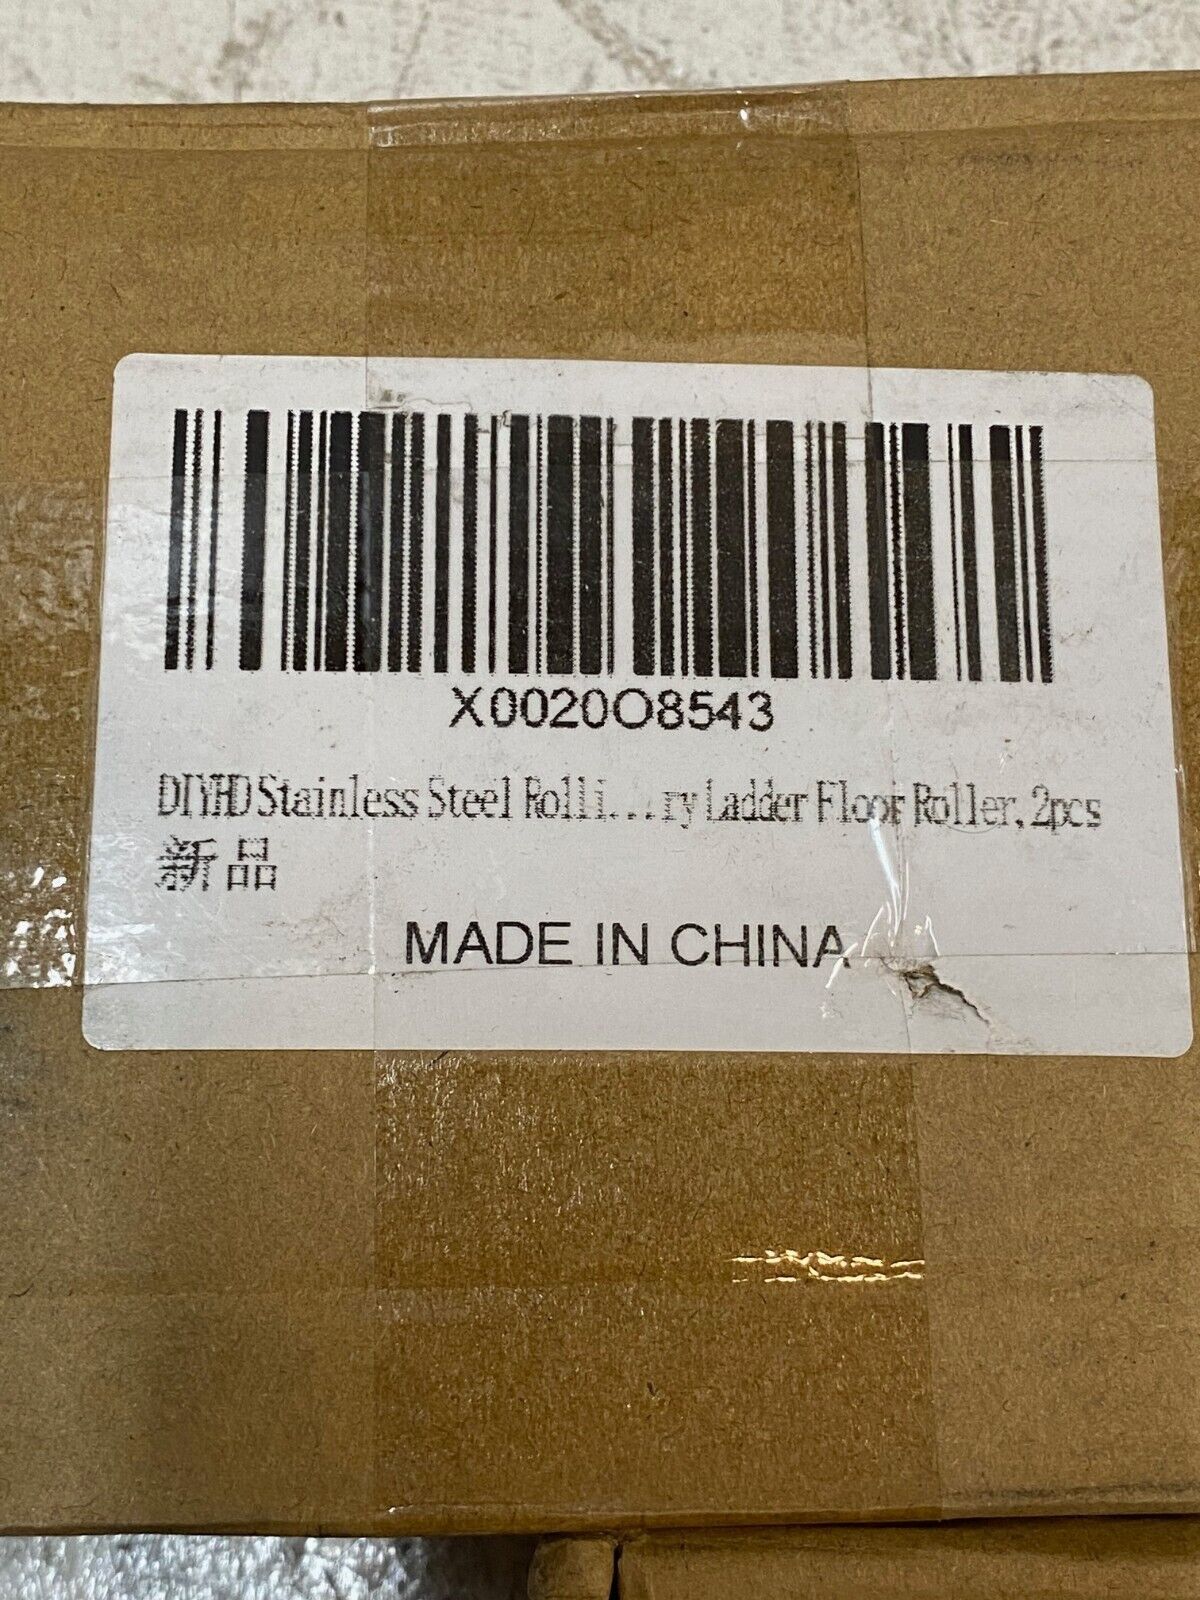 X0020O8543
DIYHD Stainless Steel Rolli...ry Ladder Floor Roller, 2pcs
新品
MADE IN CHINA